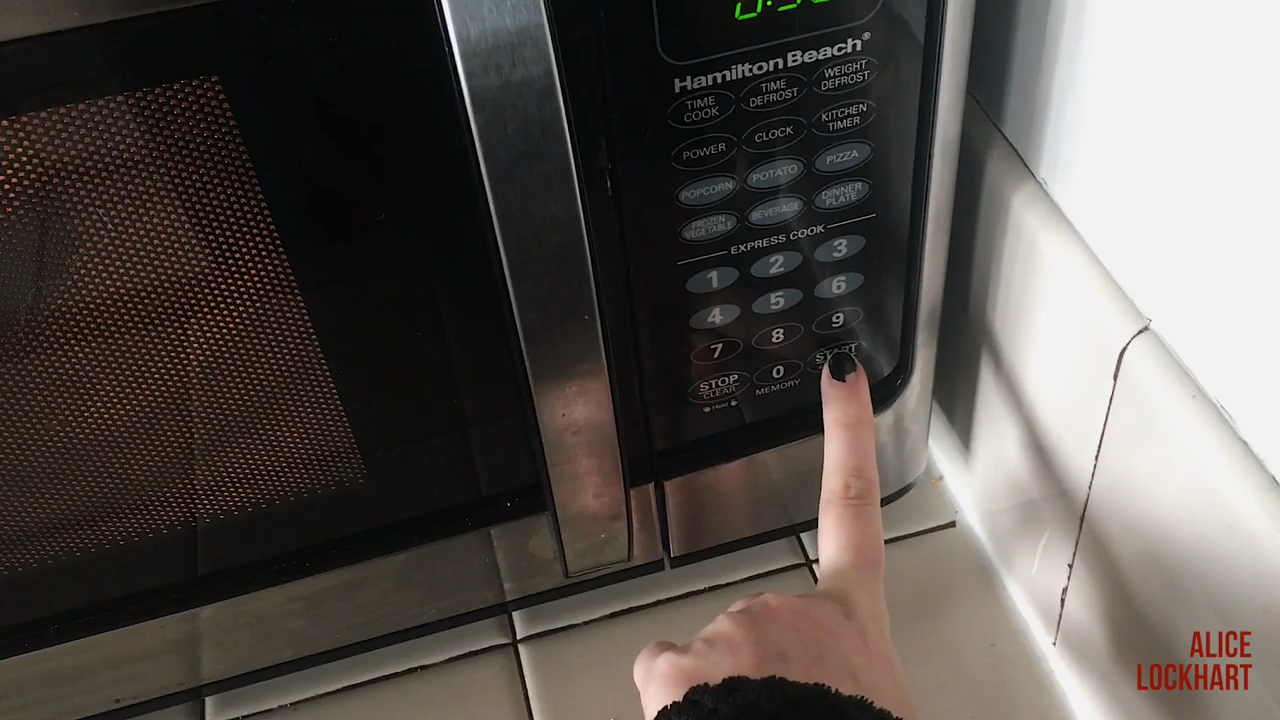 Hamilton Beach®
TIME COOK
TIME DEFROST
WEIGHT DEFROST
POWER
CLOCK
KITCHEN TIMER
POPCORN
POTATO
PIZZA
FROZEN VEGETABLE
BEVERAGE
DINNER PLATE
EXPRESS COOK
1 2 3
4 5 6
7 8 9
STOP
CLEAR
Hold
0
MEMORY
START
ALICE
LOCKHART